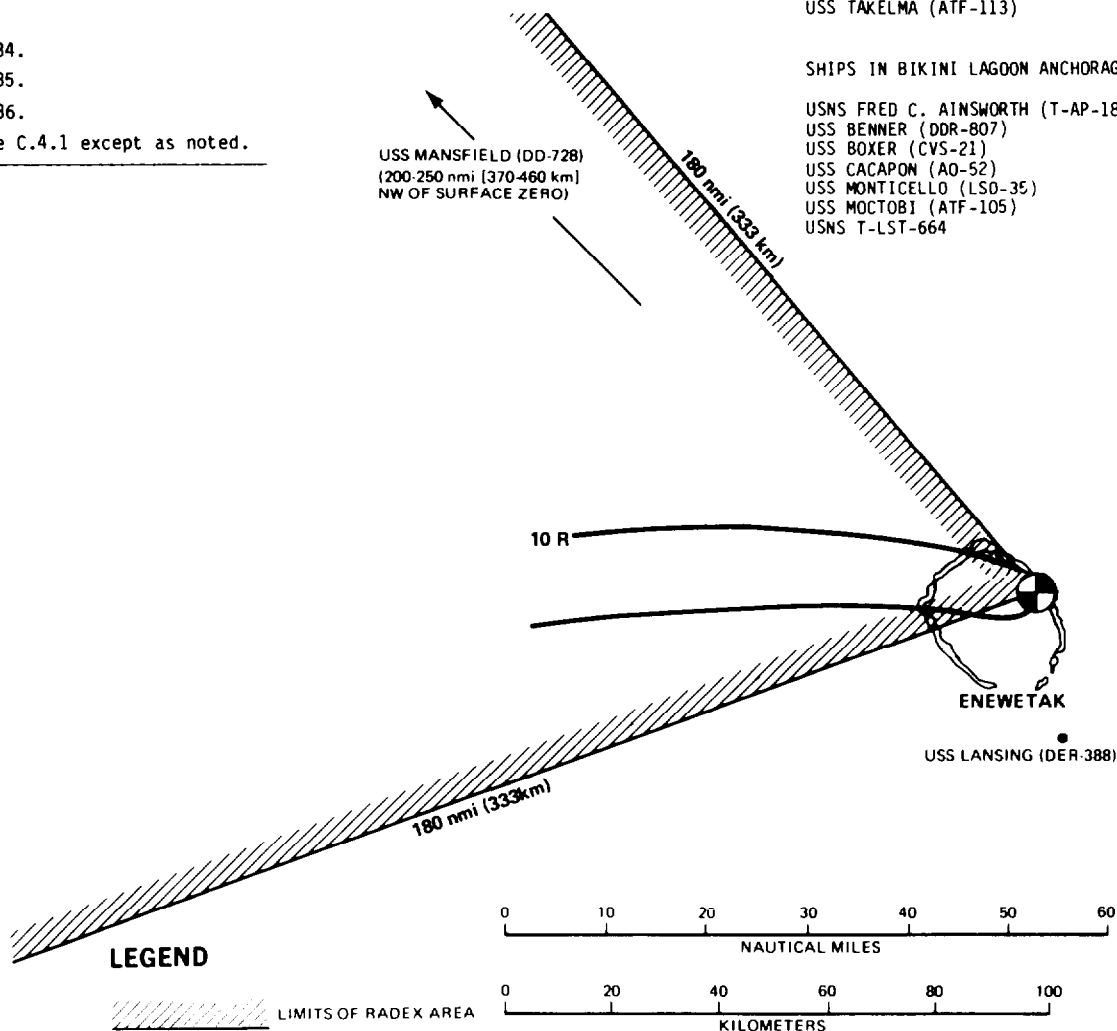 34.
35.
36.
e C.4.1 except as noted.
USS TAKELMA (ATF-113)
SHIPS IN BIKINI LAGOON ANCHORAG
USNS FRED C. AINSWORTH (T-AP-18
USS BENNER (DDR-807)
USS BOXER (CVS-21)
USS CACAPON (AO-52)
USS MONTICELLO (LSD-35)
USS MOCTOBI (ATF-105)
USNS T-LST-664
USS MANSFIELD (DD-728)
(200-250 nmi [370-460 km]
NW OF SURFACE ZERO)
180 nmi (333 km)
10 R
ENEWETAK
USS LANSING (DER-388)
180 nmi (333km)
0 10 20 30 40 50 60
NAUTICAL MILES
LEGEND
LIMITS OF RADEX AREA
0 20 40 60 80 100
KILOMETERS